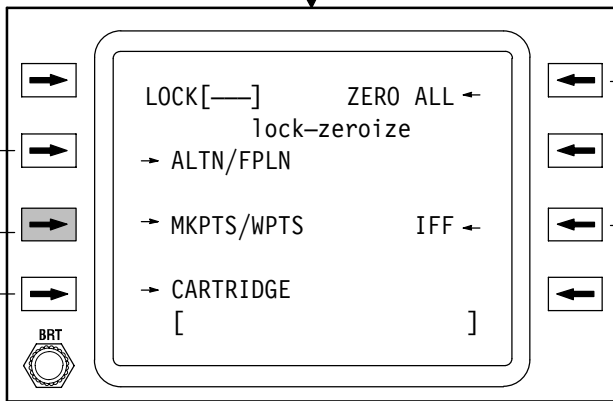 LOCK[———] ZERO ALL ←
lock–zeroize
→ ALTN/FPLN
→ MKPTS/WPTS IFF ←
→ CARTRIDGE
[ ]
BRT